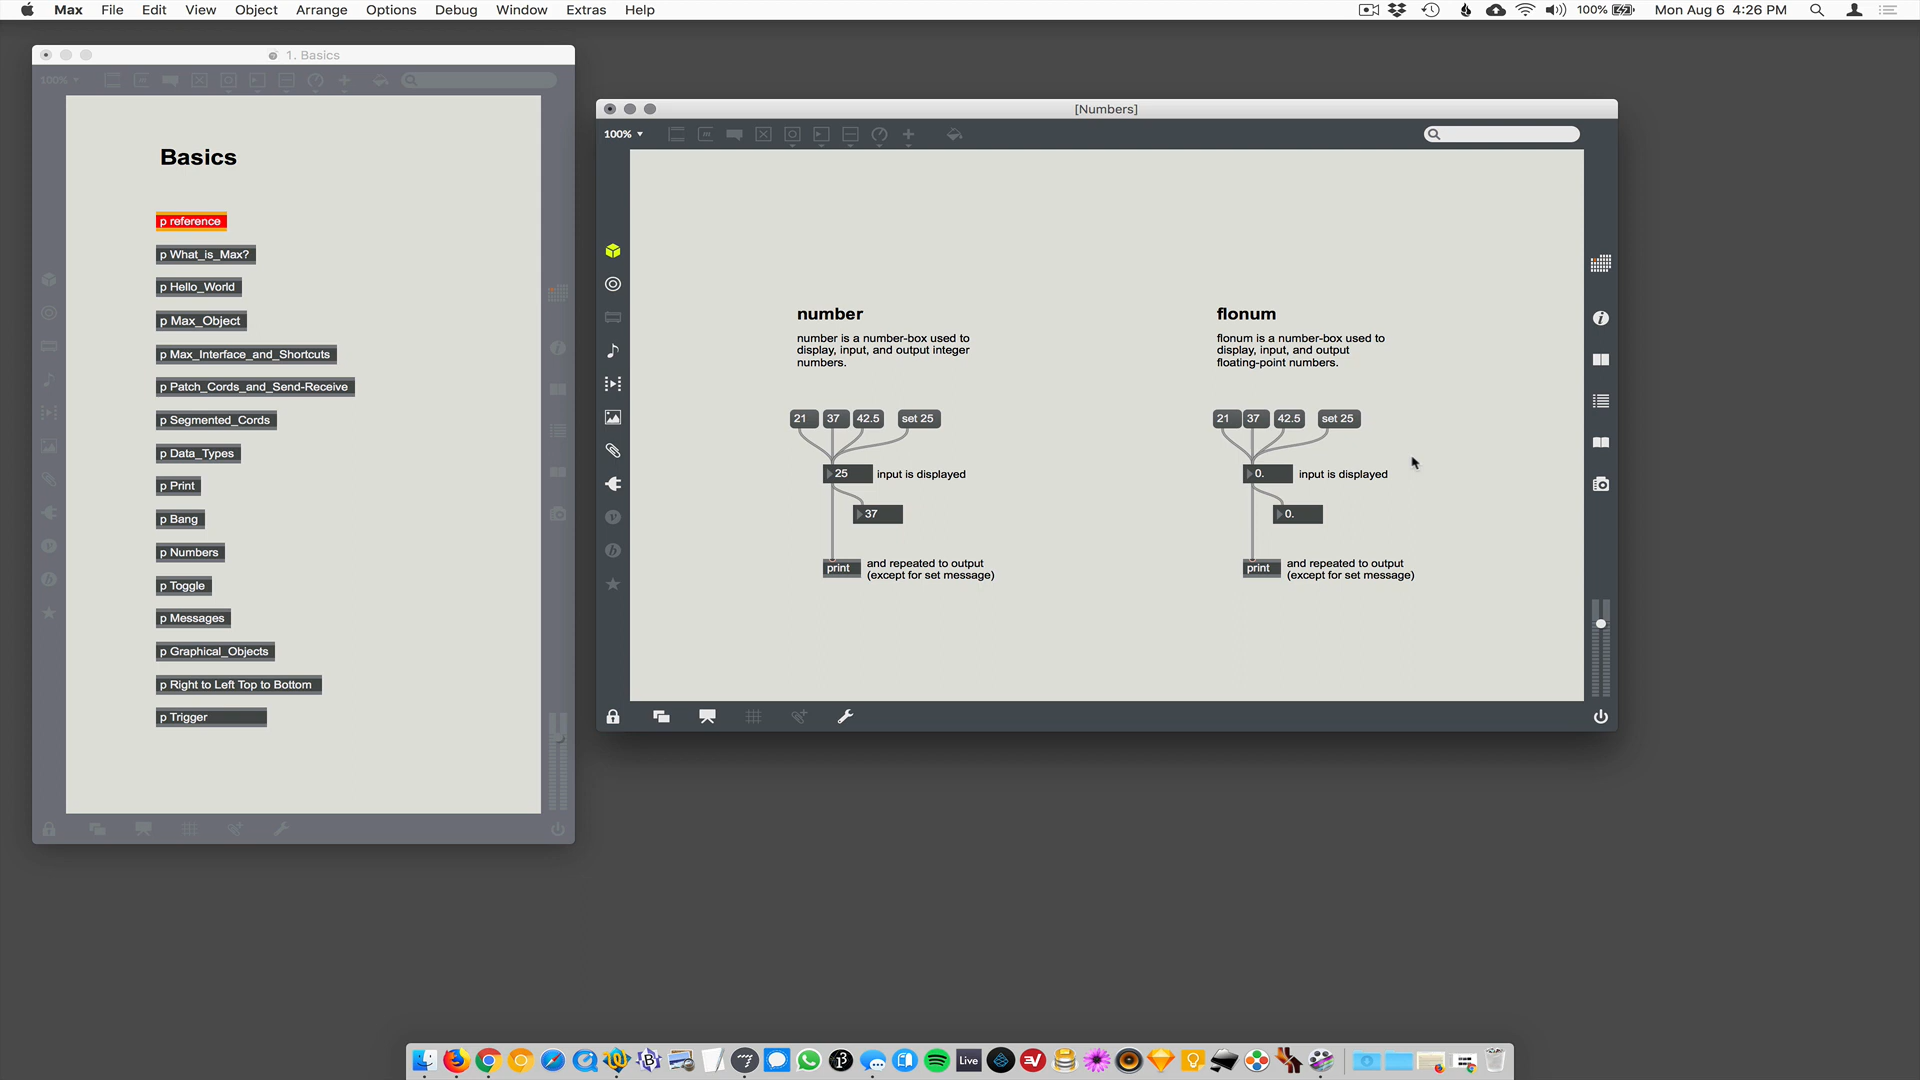 Max File Edit View Object Arrange Options Debug Window Extras Help
100% Mon Aug 6 4:26 PM
1. Basics
100%
Basics
p reference
p What_is_Max?
p Hello_World
p Max_Object
p Max_Interface_and_Shortcuts
p Patch_Cords_and_Send-Receive
p Segmented_Cords
p Data_Types
p Print
p Bang
p Numbers
p Toggle
p Messages
p Graphical_Objects
p Right to Left Top to Bottom
p Trigger
[Numbers]
100%
number
number is a number-box used to
display, input, and output integer
numbers.
21 37 42.5 set 25
25 input is displayed
37
print and repeated to output
(except for set message)
flonum
flonum is a number-box used to
display, input, and output
floating-point numbers.
21 37 42.5 set 25
0. input is displayed
0.
print and repeated to output
(except for set message)
Live